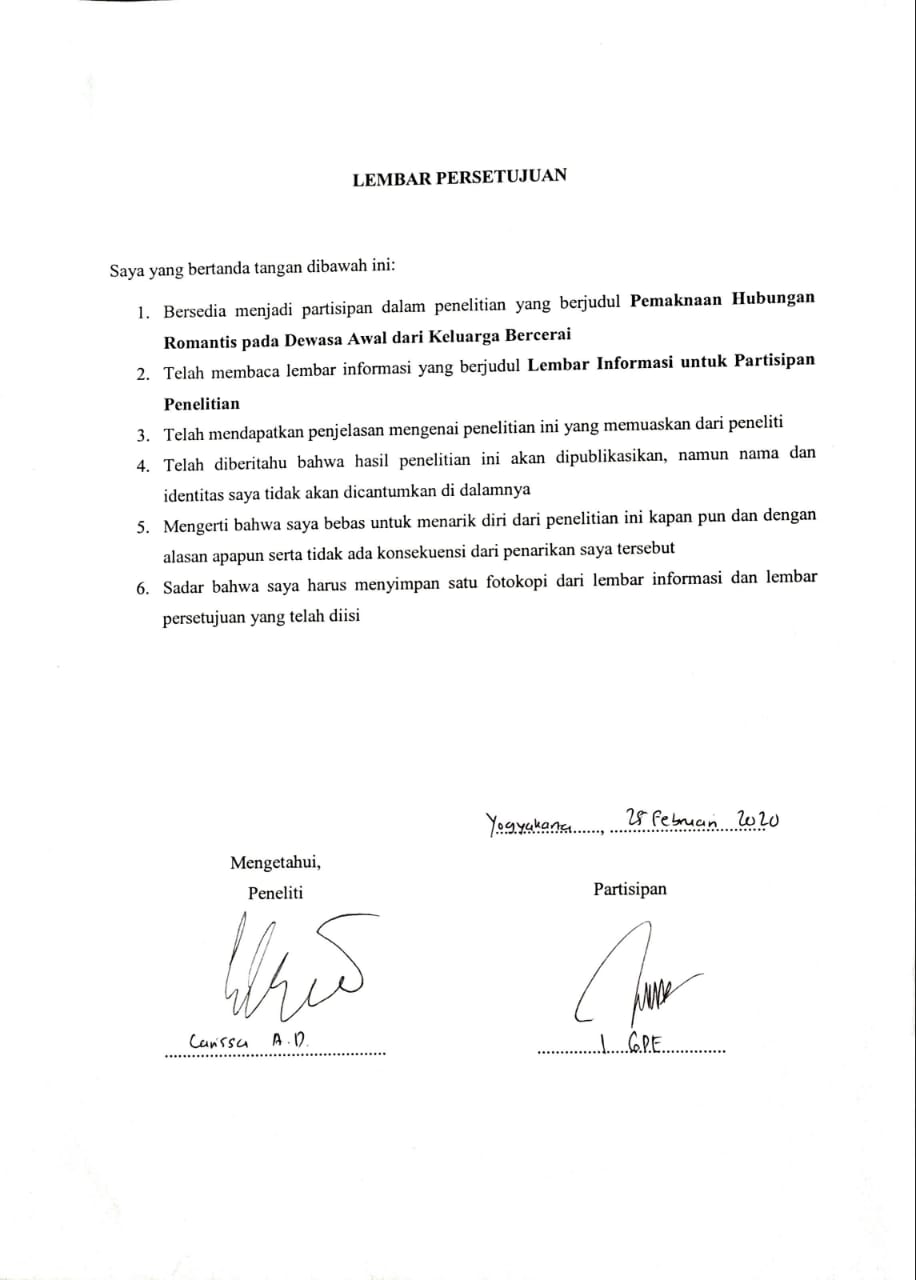 LEMBAR PERSETUJUAN
Saya yang bertanda tangan dibawah ini:
1. Bersedia menjadi partisipan dalam penelitian yang berjudul Pemaknaan Hubungan
Romantis pada Dewasa Awal dari Keluarga Bercerai
2. Telah membaca lembar informasi yang berjudul Lembar Informasi untuk Partisipan
Penelitian
3. Telah mendapatkan penjelasan mengenai penelitian ini yang memuaskan dari peneliti
4. Telah diberitahu bahwa hasil penelitian ini akan dipublikasikan, namun nama dan
identitas saya tidak akan dicantumkan di dalamnya
5. Mengerti bahwa saya bebas untuk menarik diri dari penelitian ini kapan pun dan dengan
alasan apapun serta tidak ada konsekuensi dari penarikan saya tersebut
6. Sadar bahwa saya harus menyimpan satu fotokopi dari lembar informasi dan lembar
persetujuan yang telah diisi
Yogyakarta......, Februari 2020
Mengetahui,
Peneliti
Partisipan
Carissa A.D.
I GPE